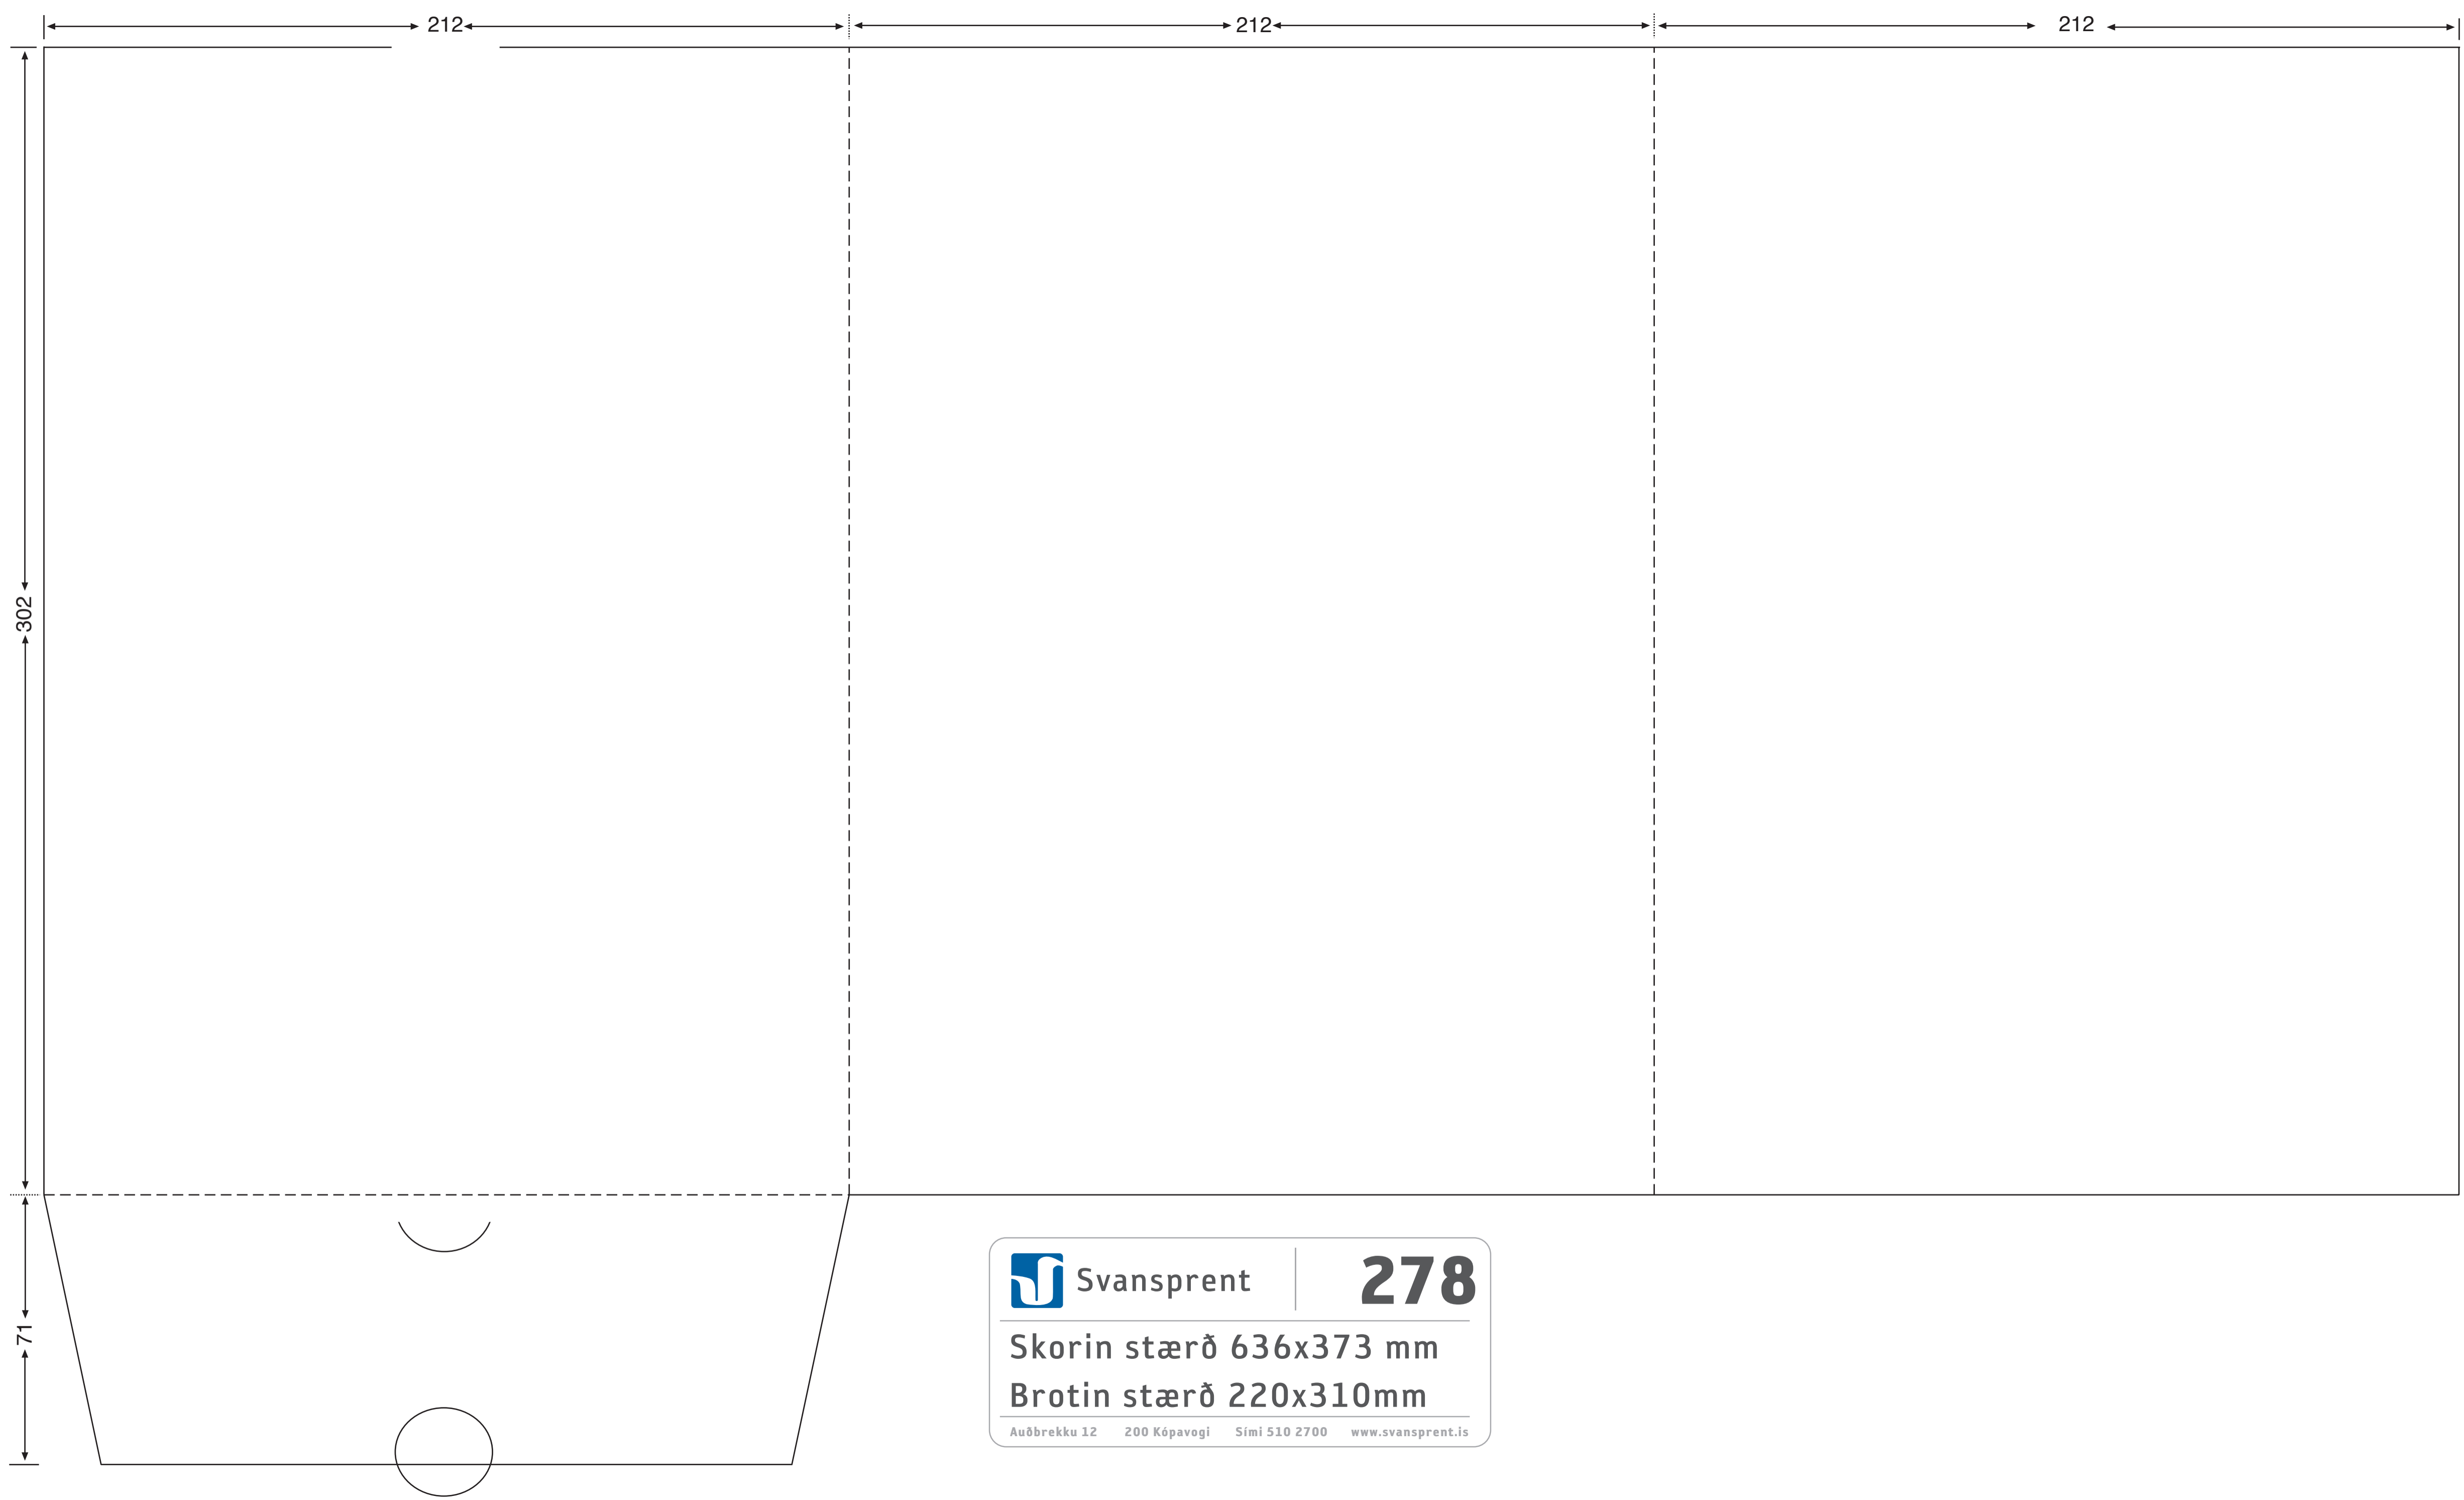 212 212 212
302
71
Svansprent 278
Skorin stærð 636x373 mm
Brotin stærð 220x310mm
Auðbrekku 12 200 Kópavogi Sími 510 2700 www.svansprent.is